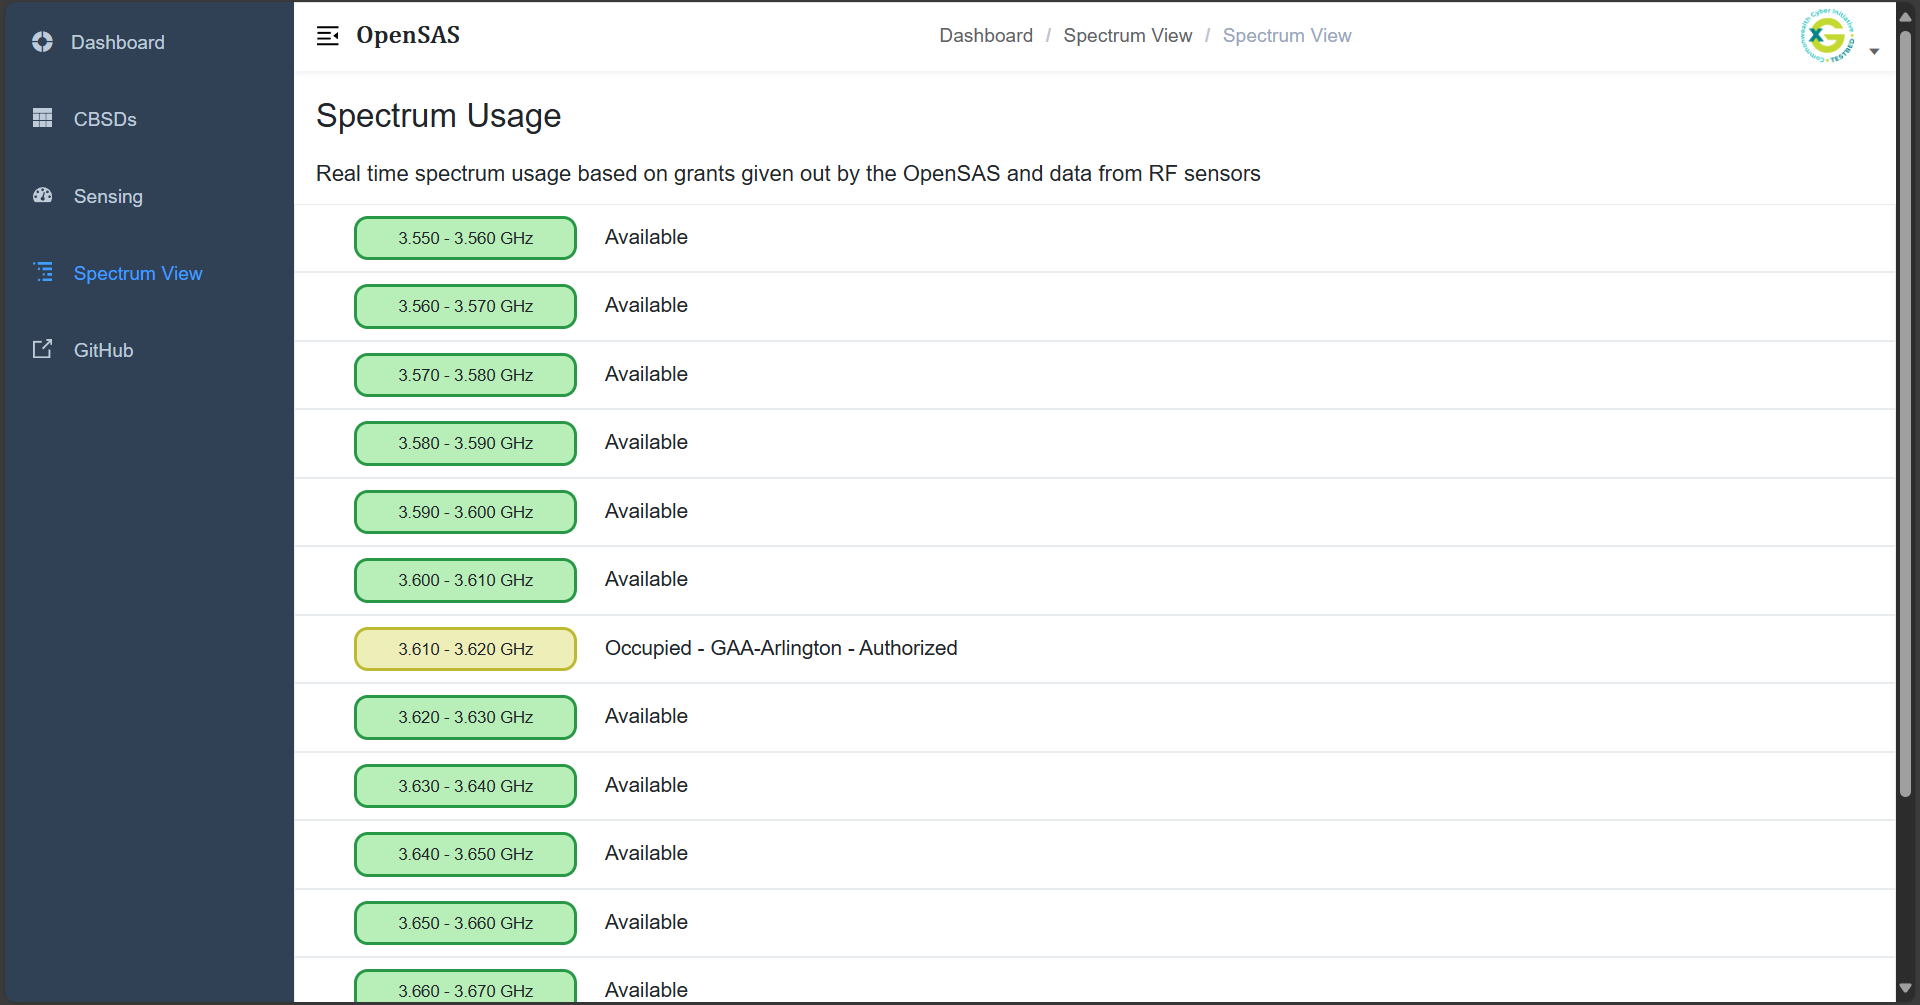 Dashboard
CBSDs
Sensing
Spectrum View
GitHub
OpenSAS
Dashboard / Spectrum View / Spectrum View
Commonwealth Cyber Initiative
xG
TESTBED
Spectrum Usage
Real time spectrum usage based on grants given out by the OpenSAS and data from RF sensors
3.550 - 3.560 GHz Available
3.560 - 3.570 GHz Available
3.570 - 3.580 GHz Available
3.580 - 3.590 GHz Available
3.590 - 3.600 GHz Available
3.600 - 3.610 GHz Available
3.610 - 3.620 GHz Occupied - GAA-Arlington - Authorized
3.620 - 3.630 GHz Available
3.630 - 3.640 GHz Available
3.640 - 3.650 GHz Available
3.650 - 3.660 GHz Available
3.660 - 3.670 GHz Available